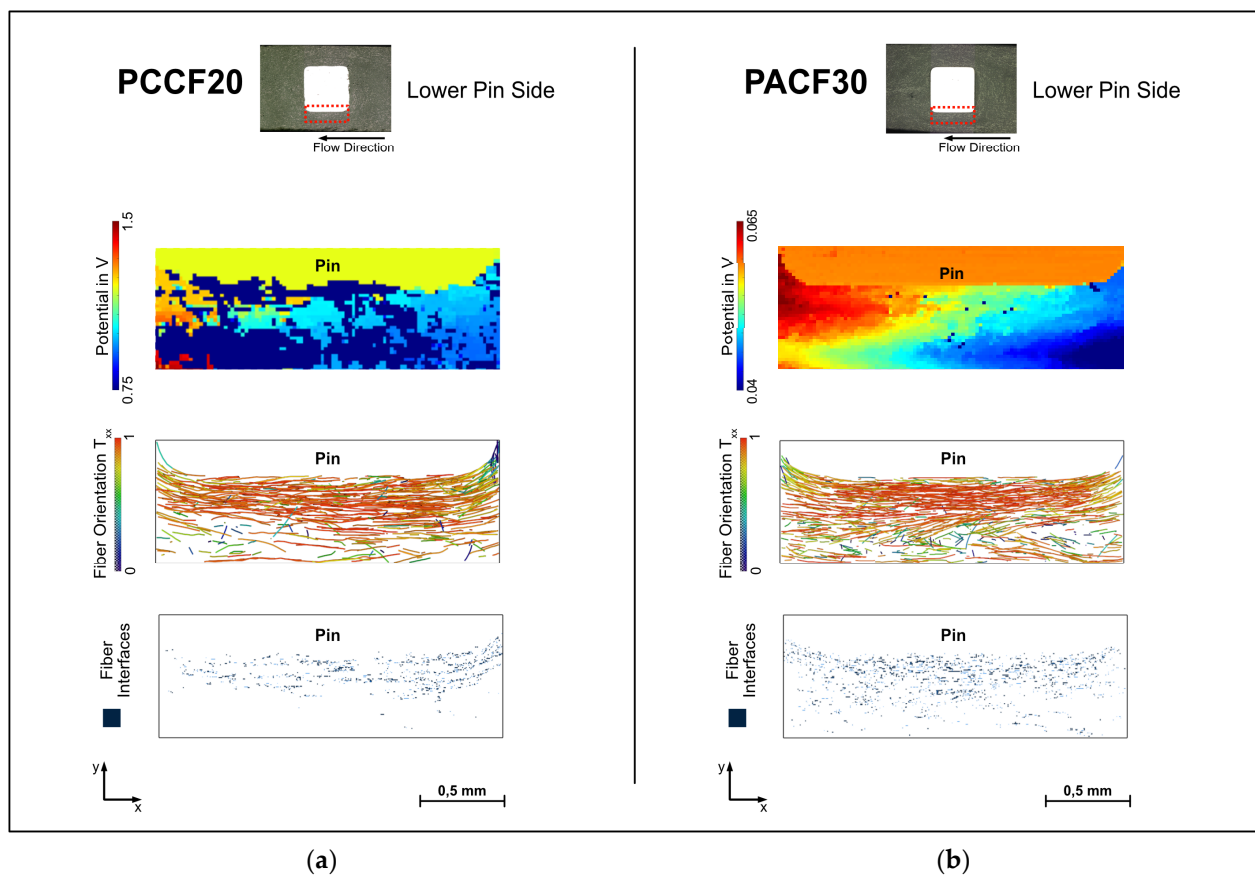 PCCF20
Lower Pin Side
Flow Direction
Potential in V
1.5
0.75
Pin
Fiber Orientation Txx
1
0
Pin
Fiber
Interfaces
Pin
y
x
0,5 mm
(a)
PACF30
Lower Pin Side
Flow Direction
Potential in V
0.065
0.04
Pin
Fiber Orientation Txx
1
0
Pin
Fiber
Interfaces
Pin
y
x
0,5 mm
(b)